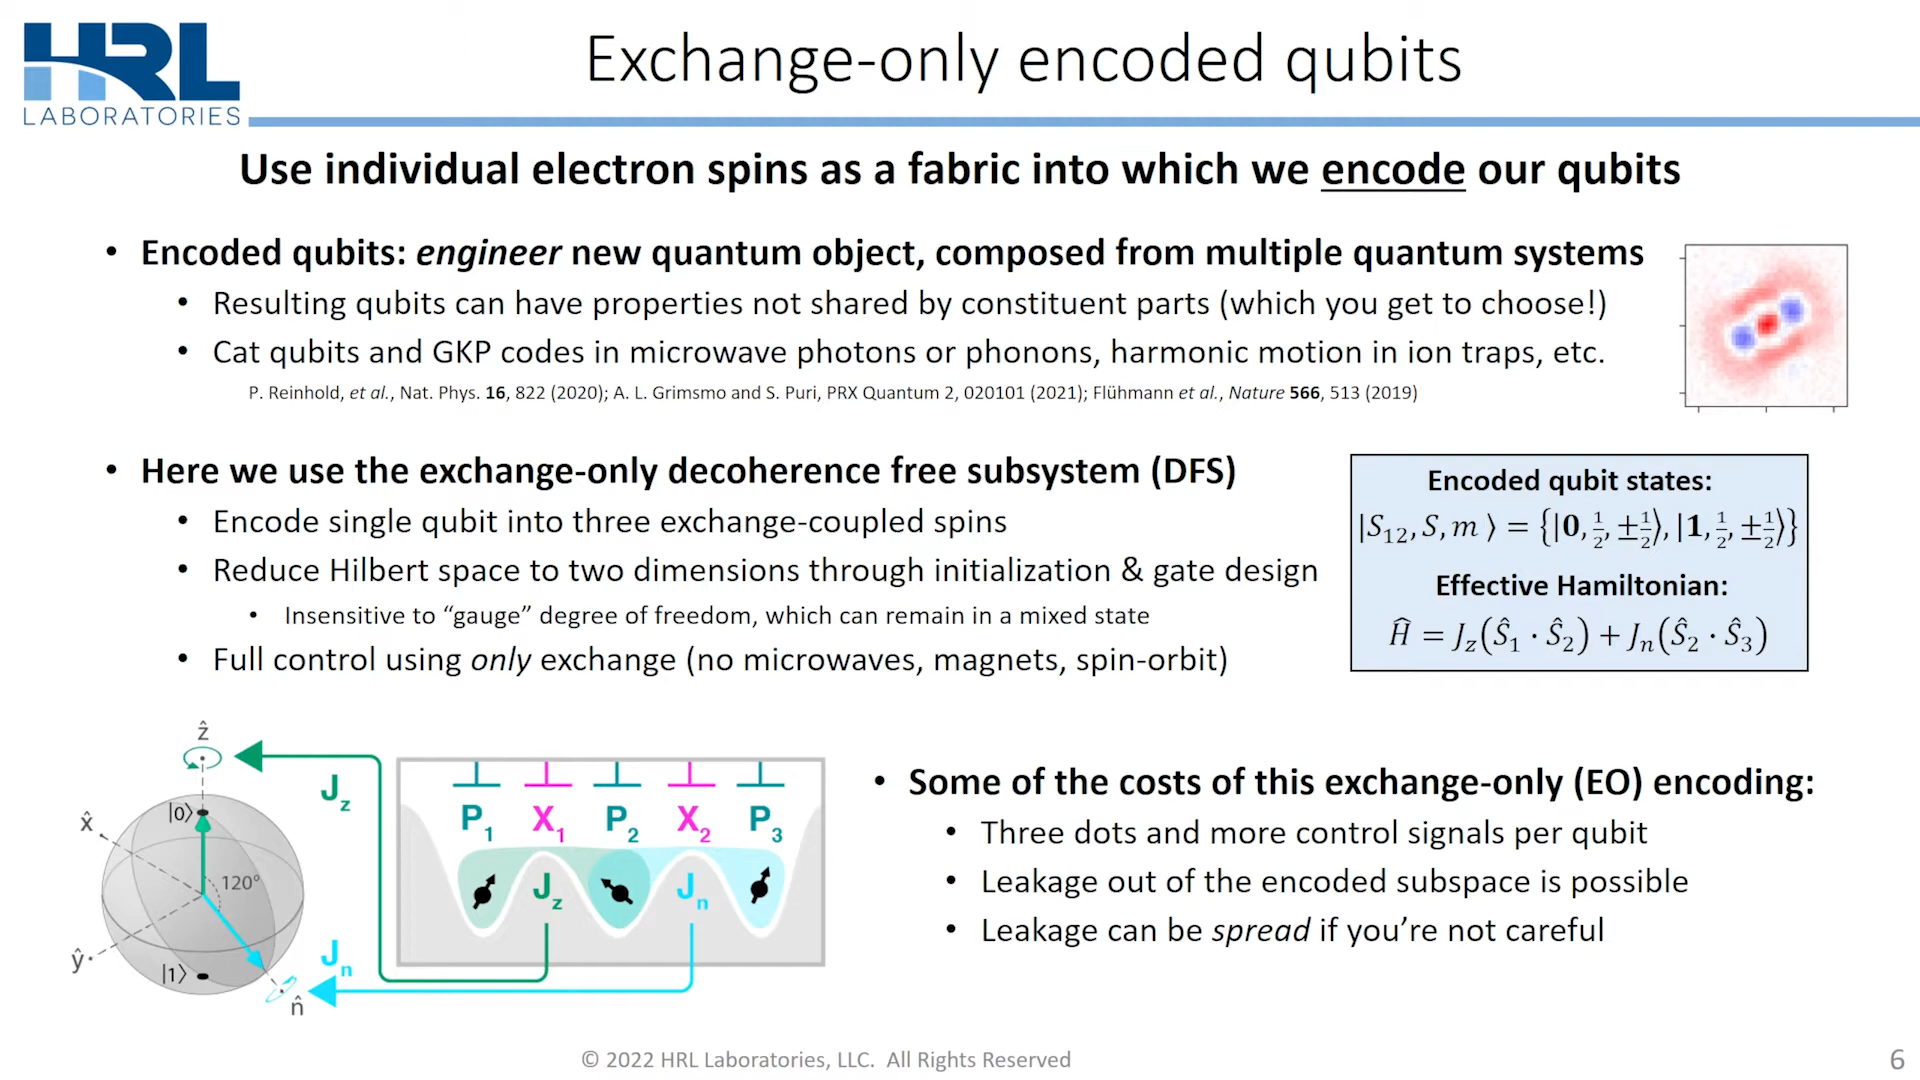 HRL
LABORATORIES
Exchange-only encoded qubits
Use individual electron spins as a fabric into which we encode our qubits
• Encoded qubits: engineer new quantum object, composed from multiple quantum systems
• Resulting qubits can have properties not shared by constituent parts (which you get to choose!)
• Cat qubits and GKP codes in microwave photons or phonons, harmonic motion in ion traps, etc.
P. Reinhold, et al., Nat. Phys. 16, 822 (2020); A. L. Grimsmo and S. Puri, PRX Quantum 2, 020101 (2021); Flühmann et al., Nature 566, 513 (2019)
• Here we use the exchange-only decoherence free subsystem (DFS)
• Encode single qubit into three exchange-coupled spins
• Reduce Hilbert space to two dimensions through initialization & gate design
• Insensitive to “gauge” degree of freedom, which can remain in a mixed state
• Full control using only exchange (no microwaves, magnets, spin-orbit)
Encoded qubit states:
|S₁₂, S, m ⟩ = {|0, ½, ±½⟩, |1, ½, ±½⟩}
Effective Hamiltonian:
Ĥ = J_z(Ŝ₁ · Ŝ₂) + J_n(Ŝ₂ · Ŝ₃)
ẑ
x̂
ŷ
n̂
|0⟩
|1⟩
120°
J_z
J_n
P₁ X₁ P₂ X₂ P₃
J_z J_n
• Some of the costs of this exchange-only (EO) encoding:
• Three dots and more control signals per qubit
• Leakage out of the encoded subspace is possible
• Leakage can be spread if you’re not careful
© 2022 HRL Laboratories, LLC. All Rights Reserved
6